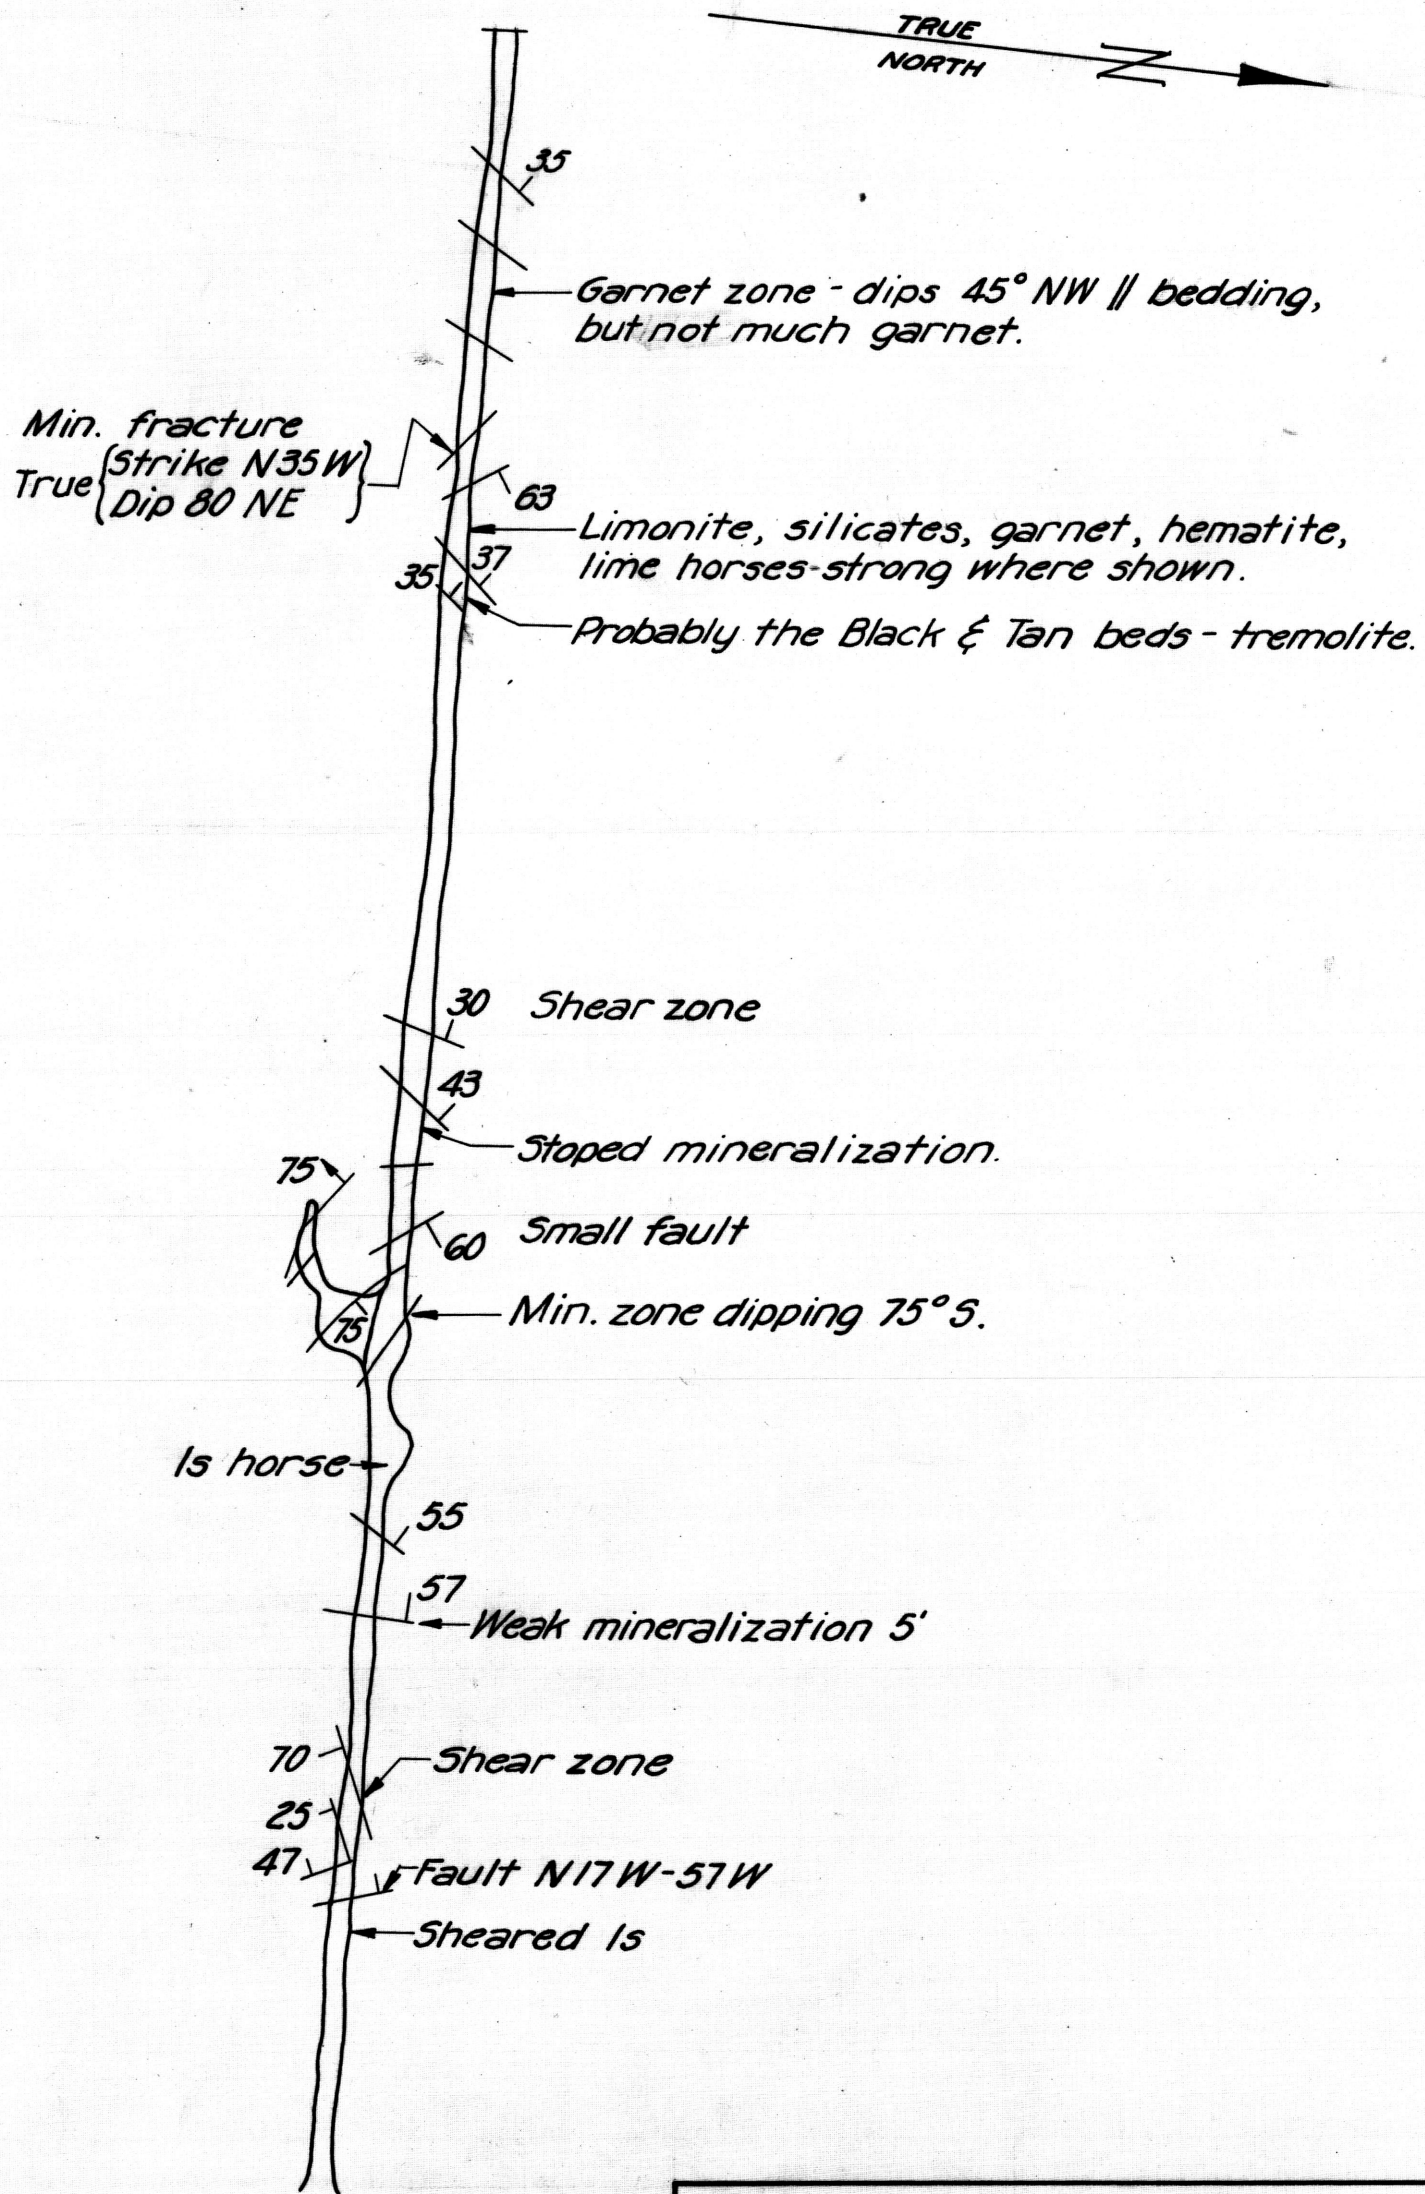 TRUE
NORTH
35
Garnet zone - dips 45° NW || bedding,
but not much garnet.
Min. fracture
True {Strike N35W}
{Dip 80 NE}
63
Limonite, silicates, garnet, hematite,
lime horses-strong where shown.
35 37
Probably the Black & Tan beds - tremolite.
30 Shear zone
43
Stoped mineralization.
75
60 Small fault
75
Min. zone dipping 75° S.
ls horse
55
57
Weak mineralization 5'
70
Shear zone
25
47
Fault N17W-57W
Sheared ls